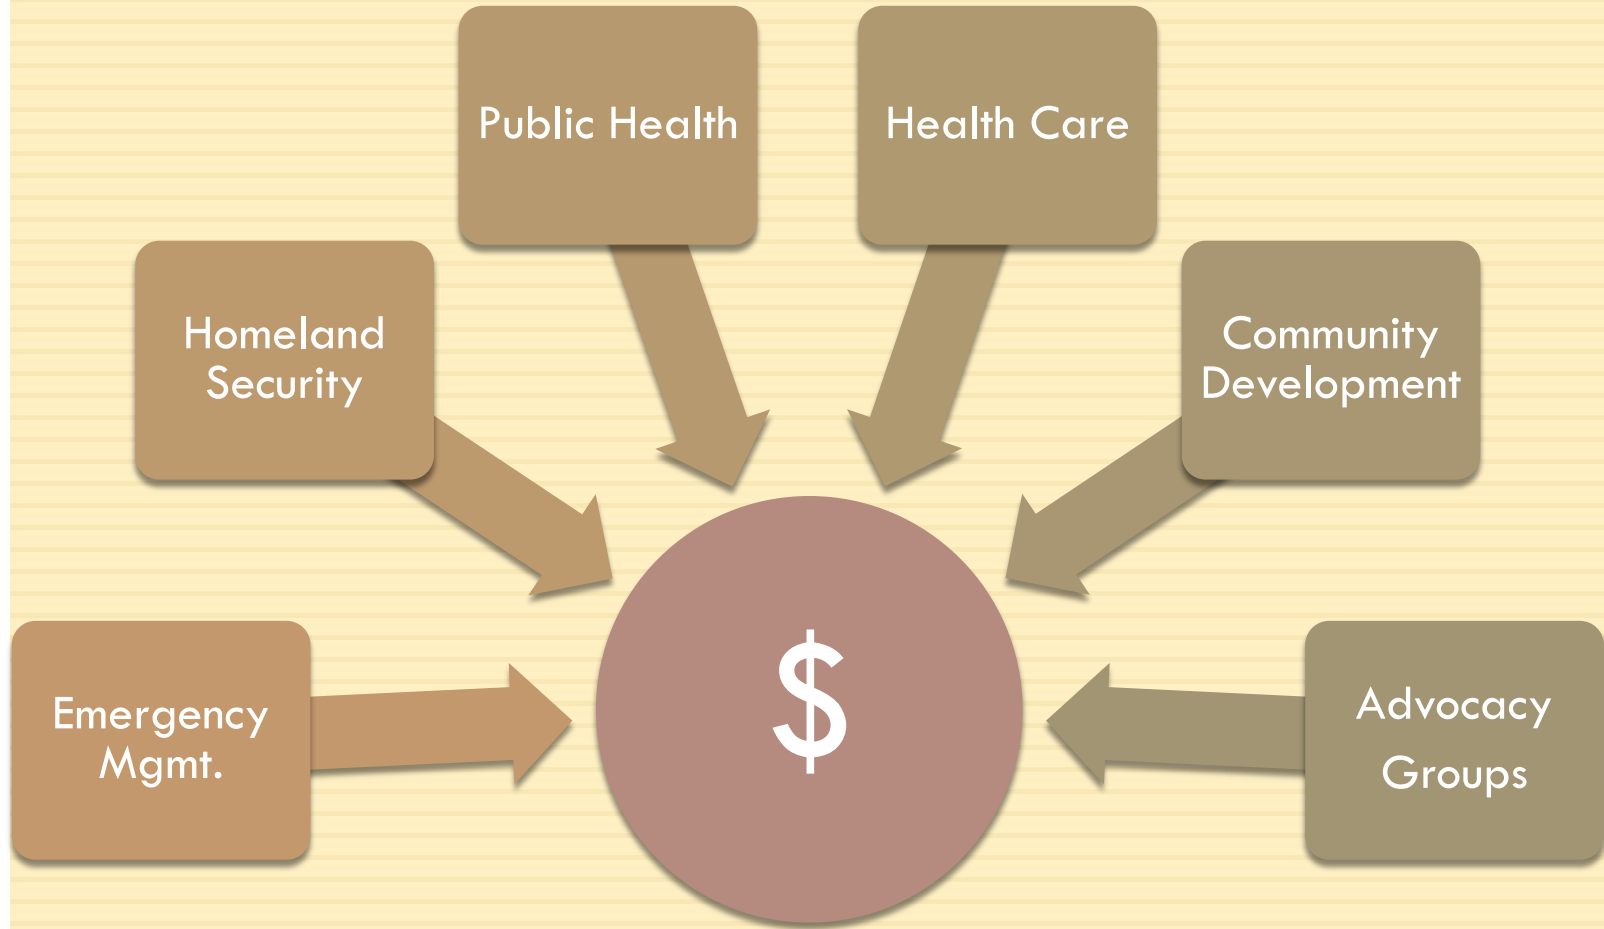 Public Health
Health Care
Homeland
Security
Community
Development
Emergency
Mgmt.
$
Advocacy
Groups